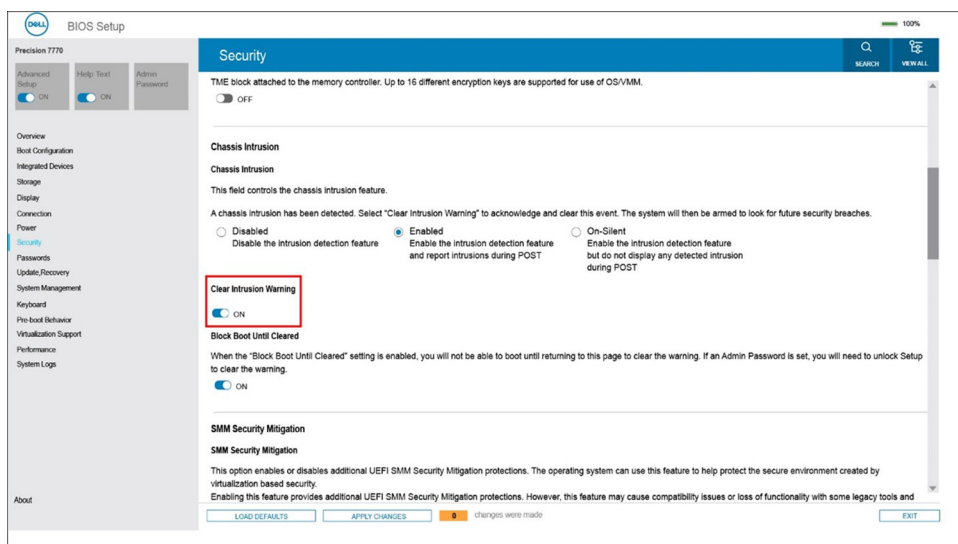 DELL
BIOS Setup
100%
Precision 7770
Advanced Setup
ON
Help Text
ON
Admin Password
Overview
Boot Configuration
Integrated Devices
Storage
Display
Connection
Power
Security
Passwords
Update,Recovery
System Management
Keyboard
Pre-boot Behavior
Virtualization Support
Performance
System Logs
About
Security
SEARCH
VIEW ALL
TME block attached to the memory controller. Up to 16 different encryption keys are supported for use of OS/VMM.
OFF
Chassis Intrusion
Chassis Intrusion
This field controls the chassis intrusion feature.
A chassis intrusion has been detected. Select "Clear Intrusion Warning" to acknowledge and clear this event. The system will then be armed to look for future security breaches.
Disabled
Disable the intrusion detection feature
Enabled
Enable the intrusion detection feature
and report intrusions during POST
On-Silent
Enable the intrusion detection feature
but do not display any detected intrusion
during POST
Clear Intrusion Warning
ON
Block Boot Until Cleared
When the "Block Boot Until Cleared" setting is enabled, you will not be able to boot until returning to this page to clear the warning. If an Admin Password is set, you will need to unlock Setup
to clear the warning.
ON
SMM Security Mitigation
SMM Security Mitigation
This option enables or disables additional UEFI SMM Security Mitigation protections. The operating system can use this feature to help protect the secure environment created by
virtualization based security.
Enabling this feature provides additional UEFI SMM Security Mitigation protections. However, this feature may cause compatibility issues or loss of functionality with some legacy tools and
LOAD DEFAULTS
APPLY CHANGES
0
changes were made
EXIT